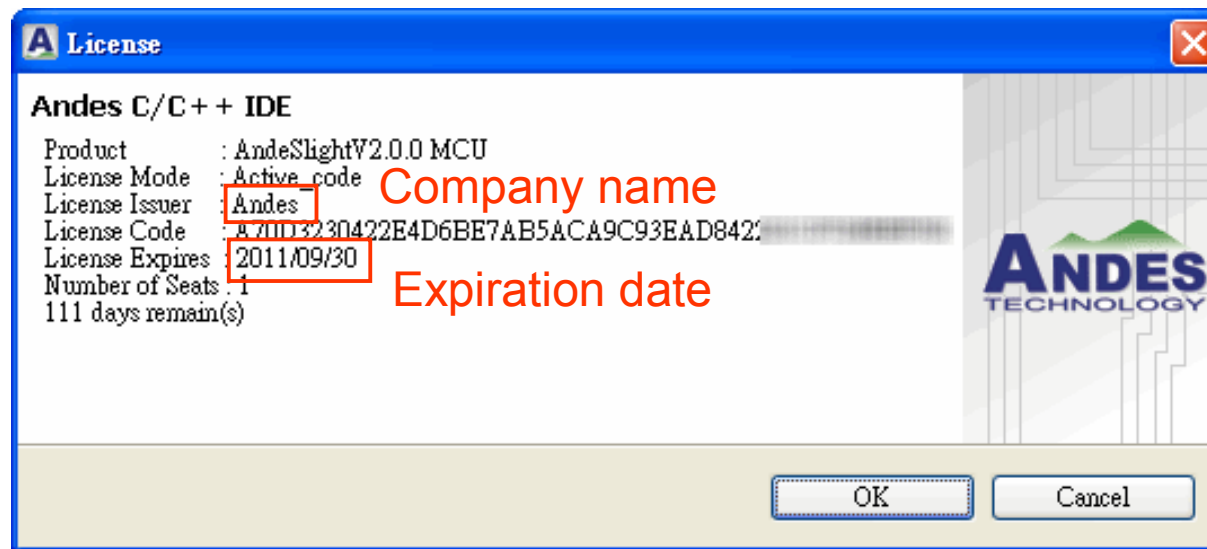 License
Andes C/C++ IDE
Product : AndeSlightV2.0.0 MCU
License Mode : Active_code
Company name
License Issuer : Andes
License Code : A70D3230422E4D6BE7AB5ACA9C93EAD842
License Expires : 2011/09/30
Expiration date
Number of Seats : 1
111 days remain(s)
ANDES
TECHNOLOGY
OK
Cancel